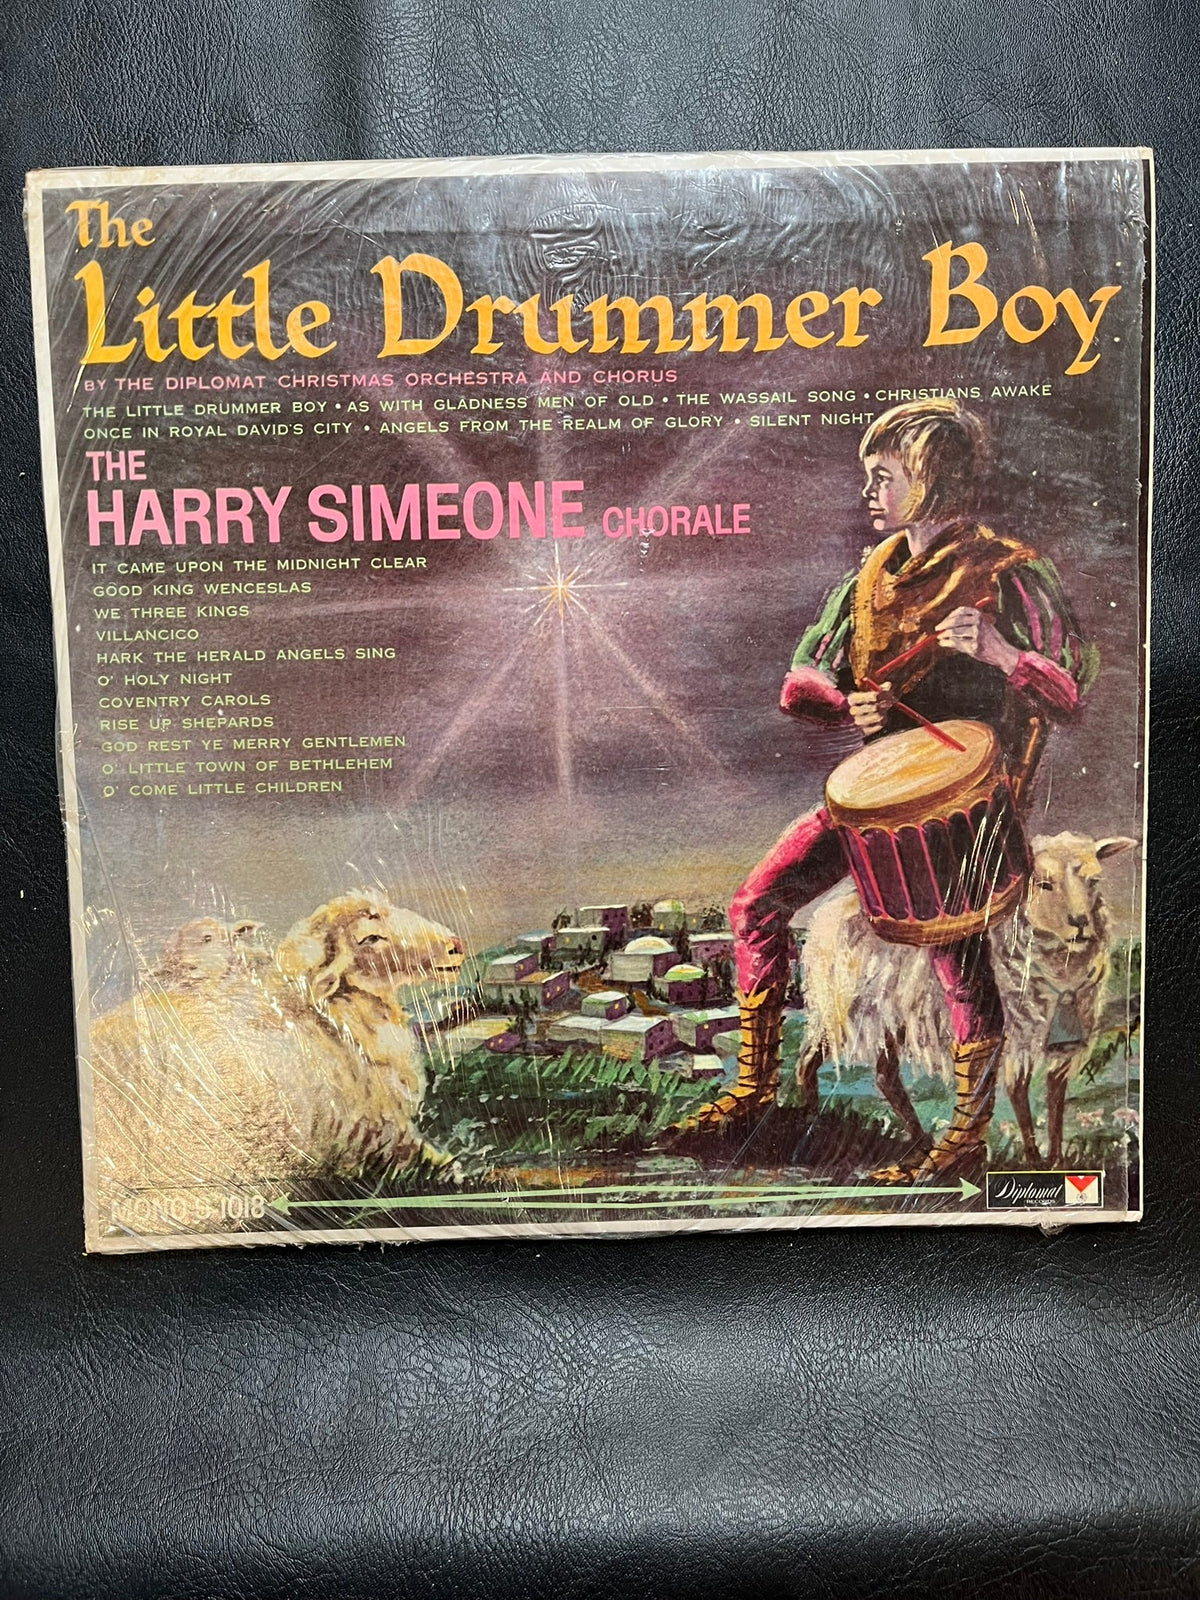 The
Little Drummer Boy
BY THE DIPLOMAT CHRISTMAS ORCHESTRA AND CHORUS
THE LITTLE DRUMMER BOY • AS WITH GLADNESS MEN OF OLD • THE WASSAIL SONG • CHRISTIANS AWAKE
ONCE IN ROYAL DAVID'S CITY • ANGELS FROM THE REALM OF GLORY • SILENT NIGHT
THE
HARRY SIMEONE CHORALE
IT CAME UPON THE MIDNIGHT CLEAR
GOOD KING WENCESLAS
WE THREE KINGS
VILLANCICO
HARK THE HERALD ANGELS SING
O' HOLY NIGHT
COVENTRY CAROLS
RISE UP SHEPARDS
GOD REST YE MERRY GENTLEMEN
O' LITTLE TOWN OF BETHLEHEM
O' COME LITTLE CHILDREN
MONO S 1018
Diplomat
RECORDS